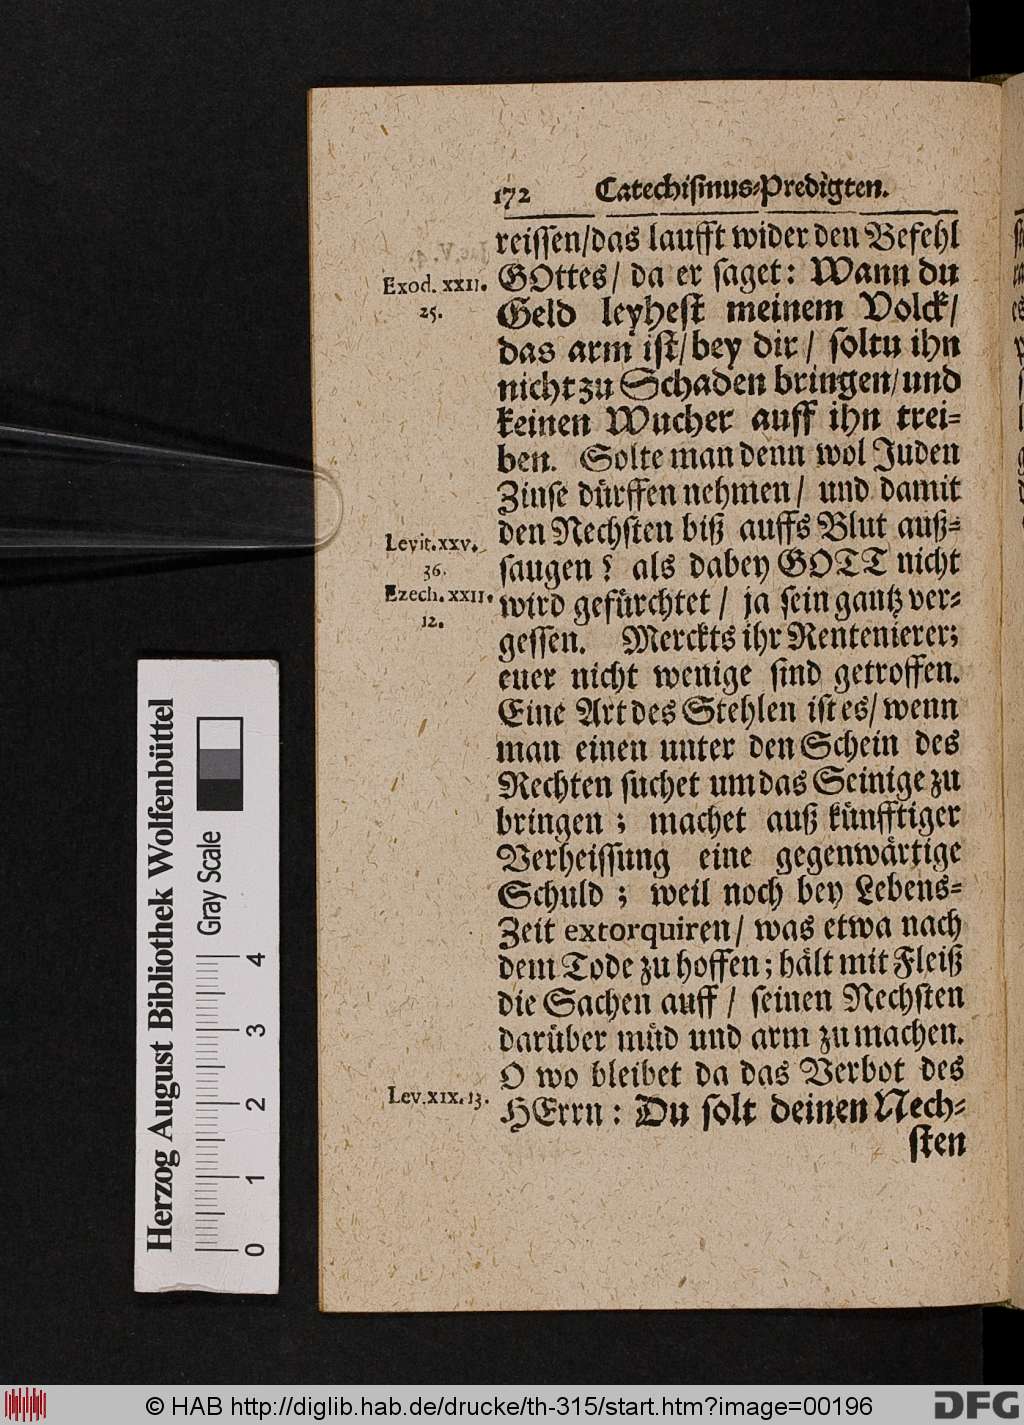 172 Catechismus-Predigten.
reissen/das laufft wider den Befehl
Exod. XXII. 25.
GOttes/ da er saget: Wann du
Geld leyhest meinem Volck/
das arm ist/bey dir/ soltu ihn
nicht zu Schaden bringen/und
keinen Wucher auff ihn trei-
ben. Solte man denn wol Juden
Zinse dürffen nehmen/ und damit
den Nechsten biß auffs Blut auß-
Levit.xxv. 36.
saugen? als dabey GOTT nicht
Ezech.XXII. 12.
wird gefürchtet/ ja sein gantz ver-
gessen. Merckts ihr Rentenierer;
euer nicht wenige sind getroffen.
Eine Art des Stehlen ist es/ wenn
man einen unter den Schein des
Rechten suchet um das Seinige zu
bringen; machet auß künfftiger
Verheissung eine gegenwärtige
Schuld; weil noch bey Lebens-
Zeit extorquiren/ was etwa nach
dem Tode zu hoffen; hält mit Fleiß
die Sachen auff/ seinen Nechsten
darüber müd und arm zu machen.
O wo bleibet da das Verbot des
Lev.XIX.13.
HErrn: Du solt deinen Nech-
sten
Herzog August Bibliothek Wolfenbüttel
Gray Scale
0 1 2 3 4
© HAB http://diglib.hab.de/drucke/th-315/start.htm?image=00196
DFG